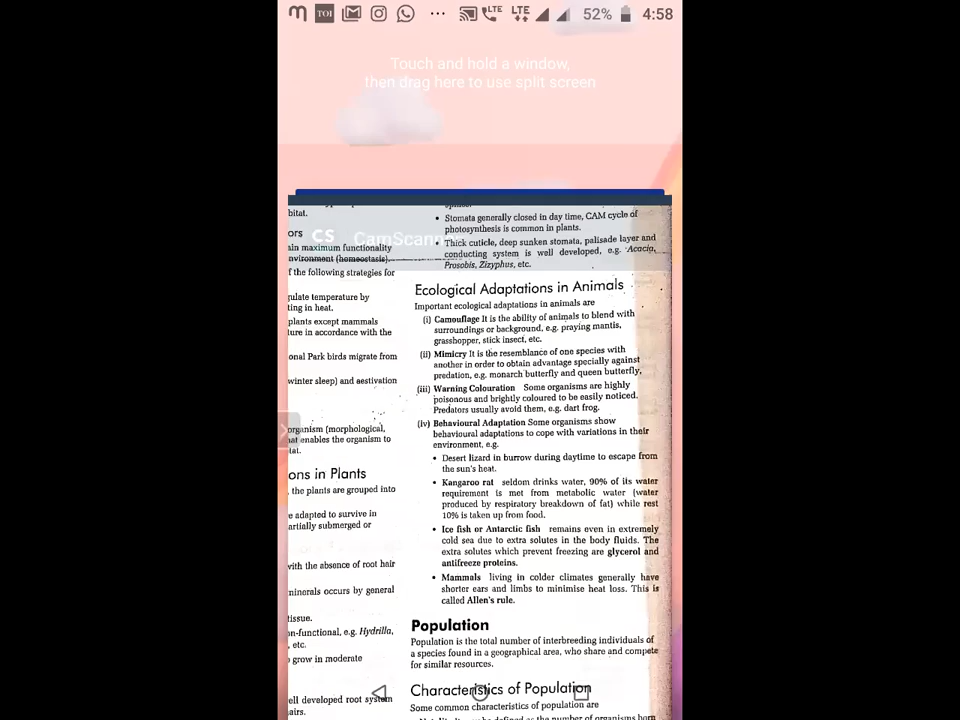 TOI
LTE
LTE
52%
4:58
Touch and hold a window,
then drag here to use split screen
CS CamScanner
bitat.
ors
ain maximum functionality
nvironment (homeostasis).
f the following strategies for
gulate temperature by
ting in heat.
plants except mammals
ture in accordance with the
onal Park birds migrate from
winter sleep) and aestivation
organism (morphological,
hat enables the organism to
tat.
ons in Plants
, the plants are grouped into
e adapted to survive in
artially submerged or
with the absence of root hair
minerals occurs by general
tissue.
n-functional, e.g. Hydrilla,
, etc.
grow in moderate
ell developed root system
airs.
• Stomata generally closed in day time, CAM cycle of
photosynthesis is common in plants.
• Thick cuticle, deep sunken stomata, palisade layer and
conducting system is well developed, e.g. Acacia,
Prosobis, Zizyphus, etc.
Ecological Adaptations in Animals
Important ecological adaptations in animals are
(i) Camouflage It is the ability of animals to blend with
surroundings or background, e.g. praying mantis,
grasshopper, stick insect, etc.
(ii) Mimicry It is the resemblance of one species with
another in order to obtain advantage specially against
predation, e.g. monarch butterfly and queen butterfly,
(iii) Warning Colouration Some organisms are highly
poisonous and brightly coloured to be easily noticed.
Predators usually avoid them, e.g. dart frog.
(iv) Behavioural Adaptation Some organisms show
behavioural adaptations to cope with variations in their
environment, e.g.
• Desert lizard in burrow during daytime to escape from
the sun's heat.
• Kangaroo rat seldom drinks water, 90% of its water
requirement is met from metabolic water (water
produced by respiratory breakdown of fat) while rest
10% is taken up from food.
• Ice fish or Antarctic fish remains even in extremely
cold sea due to extra solutes in the body fluids. The
extra solutes which prevent freezing are glycerol and
antifreeze proteins.
• Mammals living in colder climates generally have
shorter ears and limbs to minimise heat loss. This is
called Allen's rule.
Population
Population is the total number of interbreeding individuals of
a species found in a geographical area, who share and compete
for similar resources.
Characteristics of Population
Some common characteristics of population are
be defined as the number of organisms born